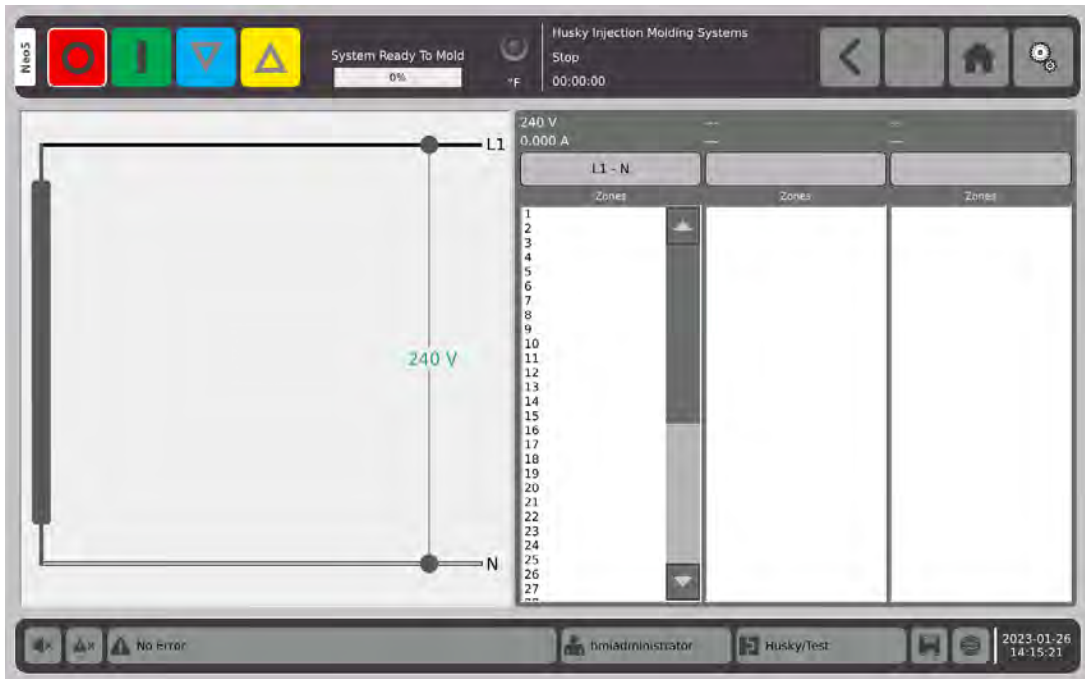 Neo5
System Ready To Mold
0%
°F
Husky Injection Molding Systems
Stop
00:00:00
L1
240 V
N
240 V
---
---
0.000 A
---
---
L1 - N
Zones
Zones
Zones
1
2
3
4
5
6
7
8
9
10
11
12
13
14
15
16
17
18
19
20
21
22
23
24
25
26
27
No Error
hmiadministrator
Husky/Test
2023-01-26
14:15:21